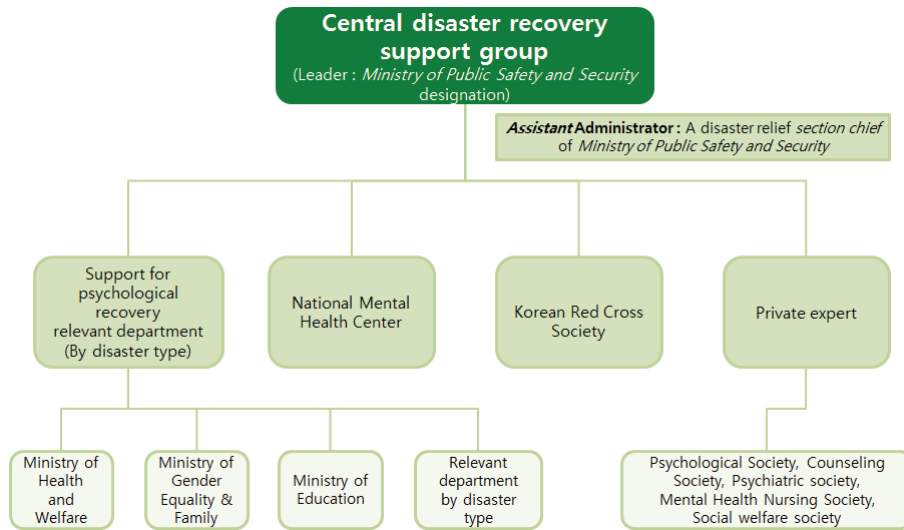 Central disaster recovery
support group
(Leader : Ministry of Public Safety and Security
designation)
Assistant Administrator : A disaster relief section chief
of Ministry of Public Safety and Security
Support for
psychological
recovery
relevant department
(By disaster type)
National Mental
Health Center
Korean Red Cross
Society
Private expert
Ministry of
Health
and
Welfare
Ministry of
Gender
Equality &
Family
Ministry of
Education
Relevant
department
by disaster
type
Psychological Society, Counseling
Society, Psychiatric society,
Mental Health Nursing Society,
Social welfare society